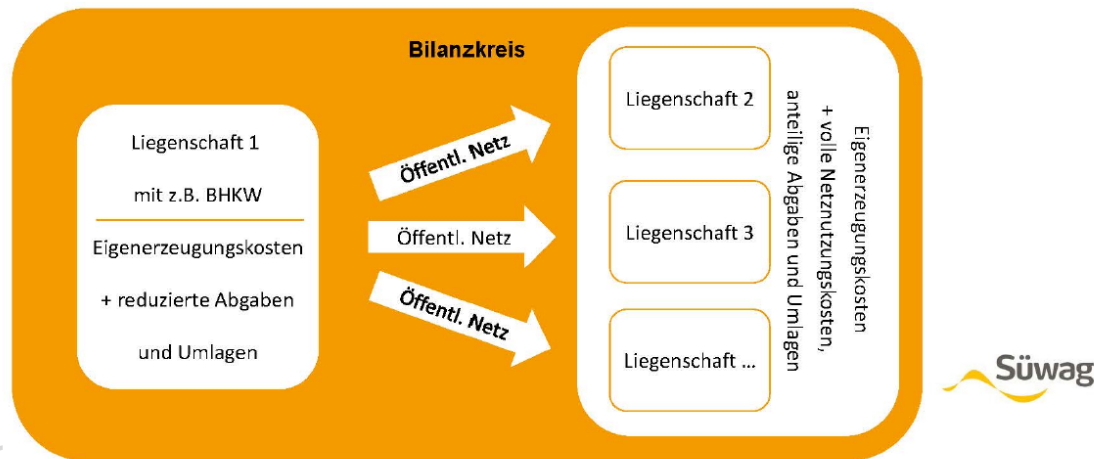 Bilanzkreis
Liegenschaft 1
mit z.B. BHKW
Eigenerzeugungskosten
+ reduzierte Abgaben
und Umlagen
Öffentl. Netz
Öffentl. Netz
Öffentl. Netz
Liegenschaft 2
Liegenschaft 3
Liegenschaft ...
Eigenerzeugungskosten
+ volle Netznutzungskosten,
anteilige Abgaben und Umlagen
Süwag